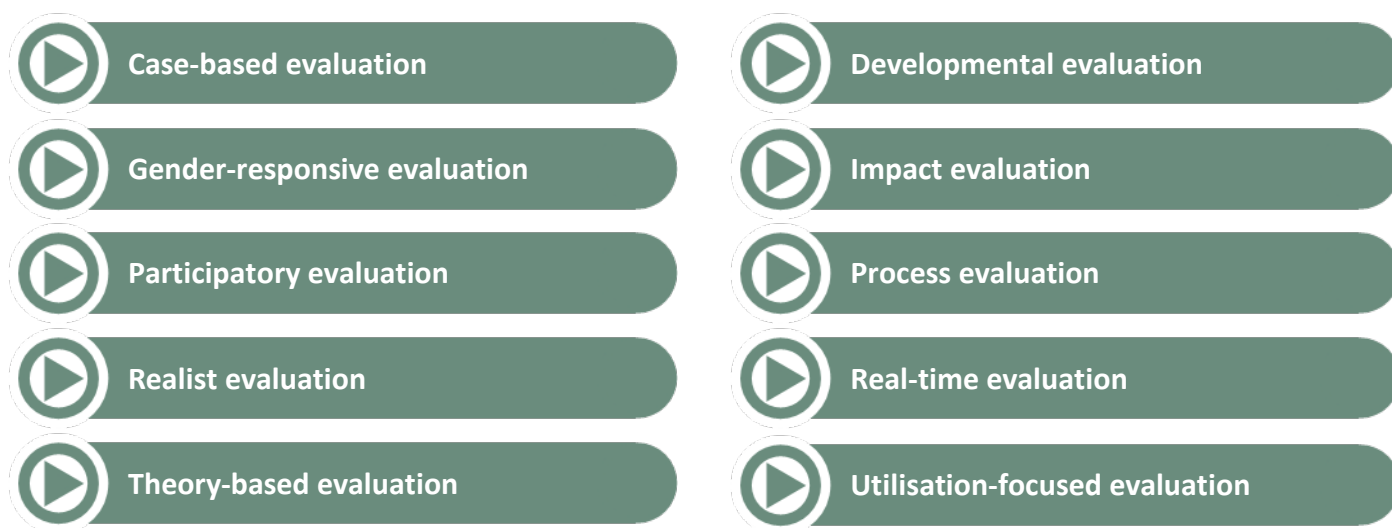 Case-based evaluation
Developmental evaluation
Gender-responsive evaluation
Impact evaluation
Participatory evaluation
Process evaluation
Realist evaluation
Real-time evaluation
Theory-based evaluation
Utilisation-focused evaluation